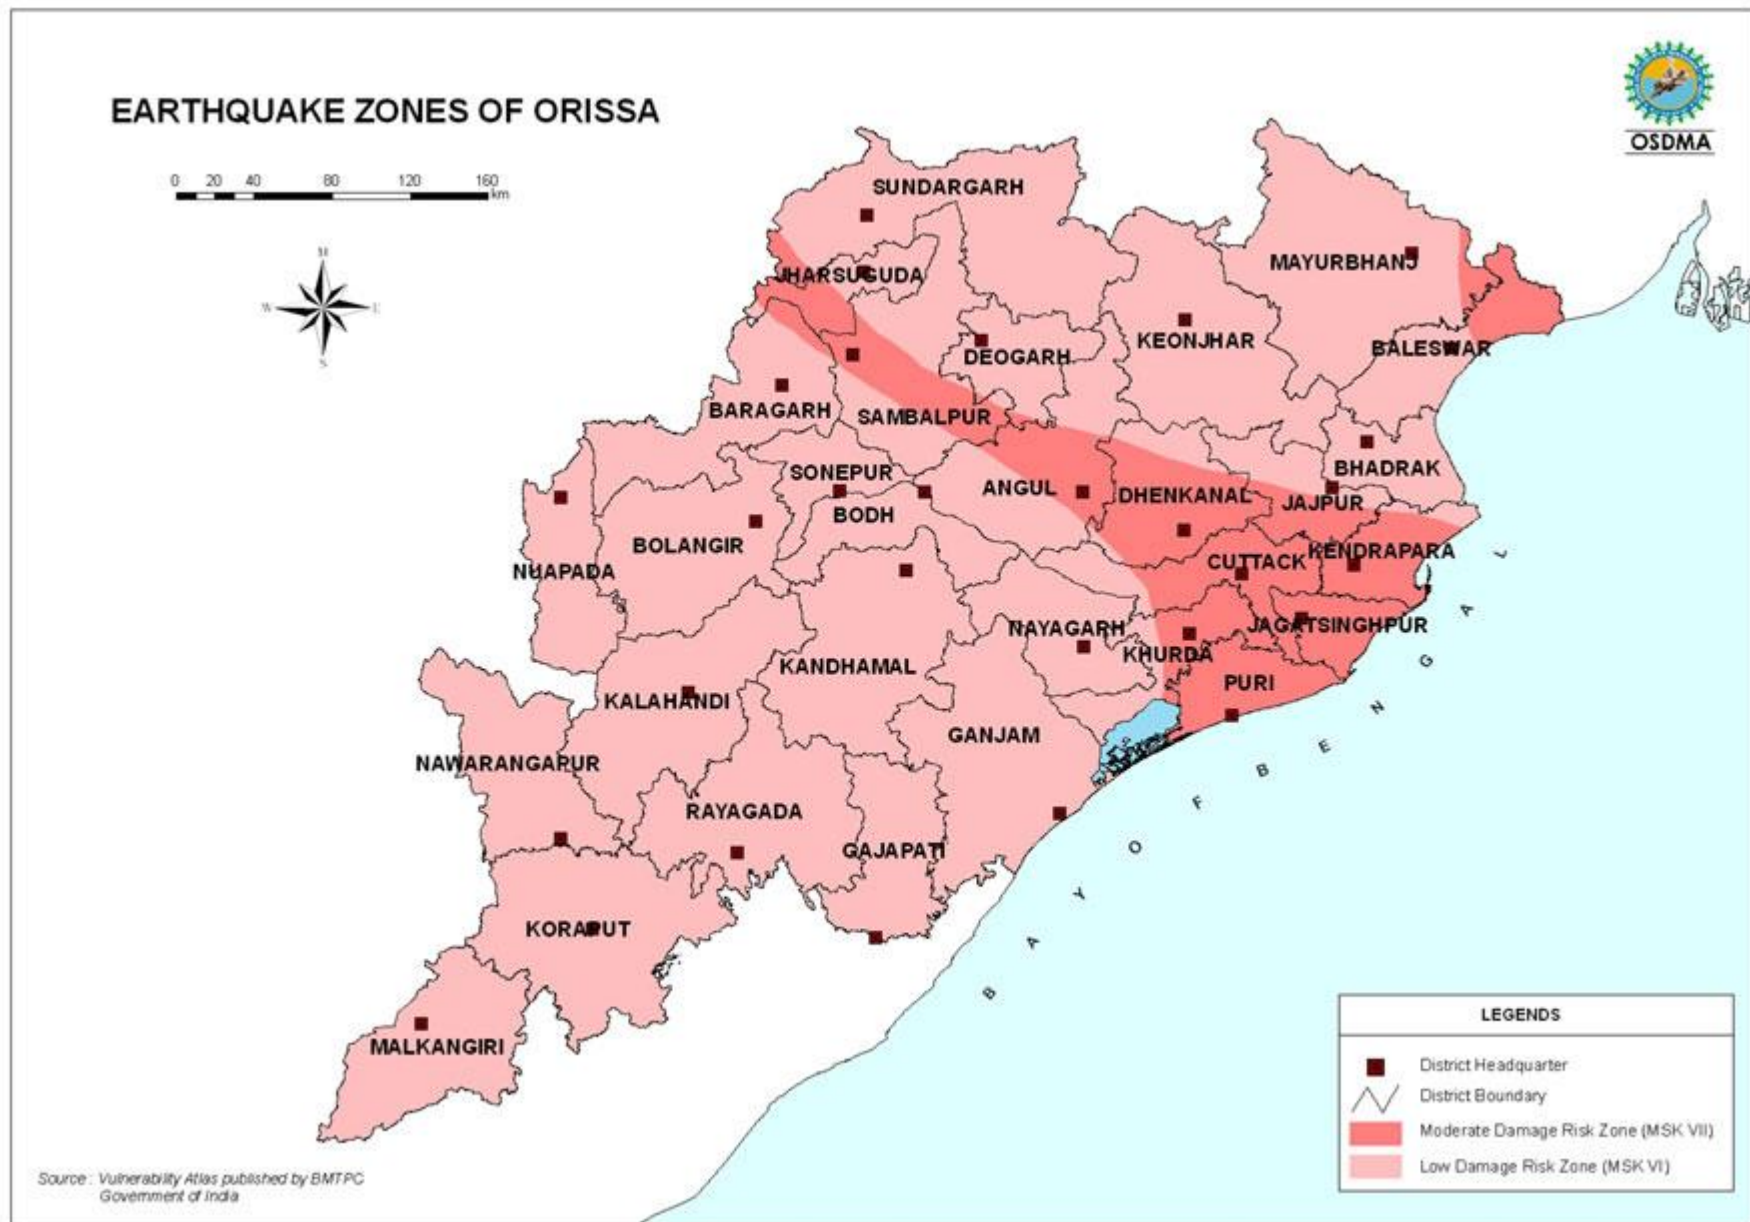 OSDMA
EARTHQUAKE ZONES OF ORISSA
0 20 40 80 120 160
km
N
W E
S
SUNDARGARH
MAYURBHANJ
JHARSUGUDA
KEONJHAR
BALESWAR
DEOGARH
BARAGARH
SAMBALPUR
BHADRAK
SONEPUR
ANGUL
DHENKANAL
JAJPUR
BODH
BOLANGIR
KENDRAPARA
CUTTACK
NUAPADA
NAYAGARH
JAGATSINGHPUR
KHURDA
KANDHAMAL
PURI
KALAHANDI
GANJAM
NAWARANGAPUR
RAYAGADA
GAJAPATI
KORAPUT
MALKANGIRI
BAY OF BENGAL
LEGENDS
District Headquarter
District Boundary
Moderate Damage Risk Zone (MSK VII)
Low Damage Risk Zone (MSK VI)
Source : Vulnerability Atlas published by BMTPC
Government of India